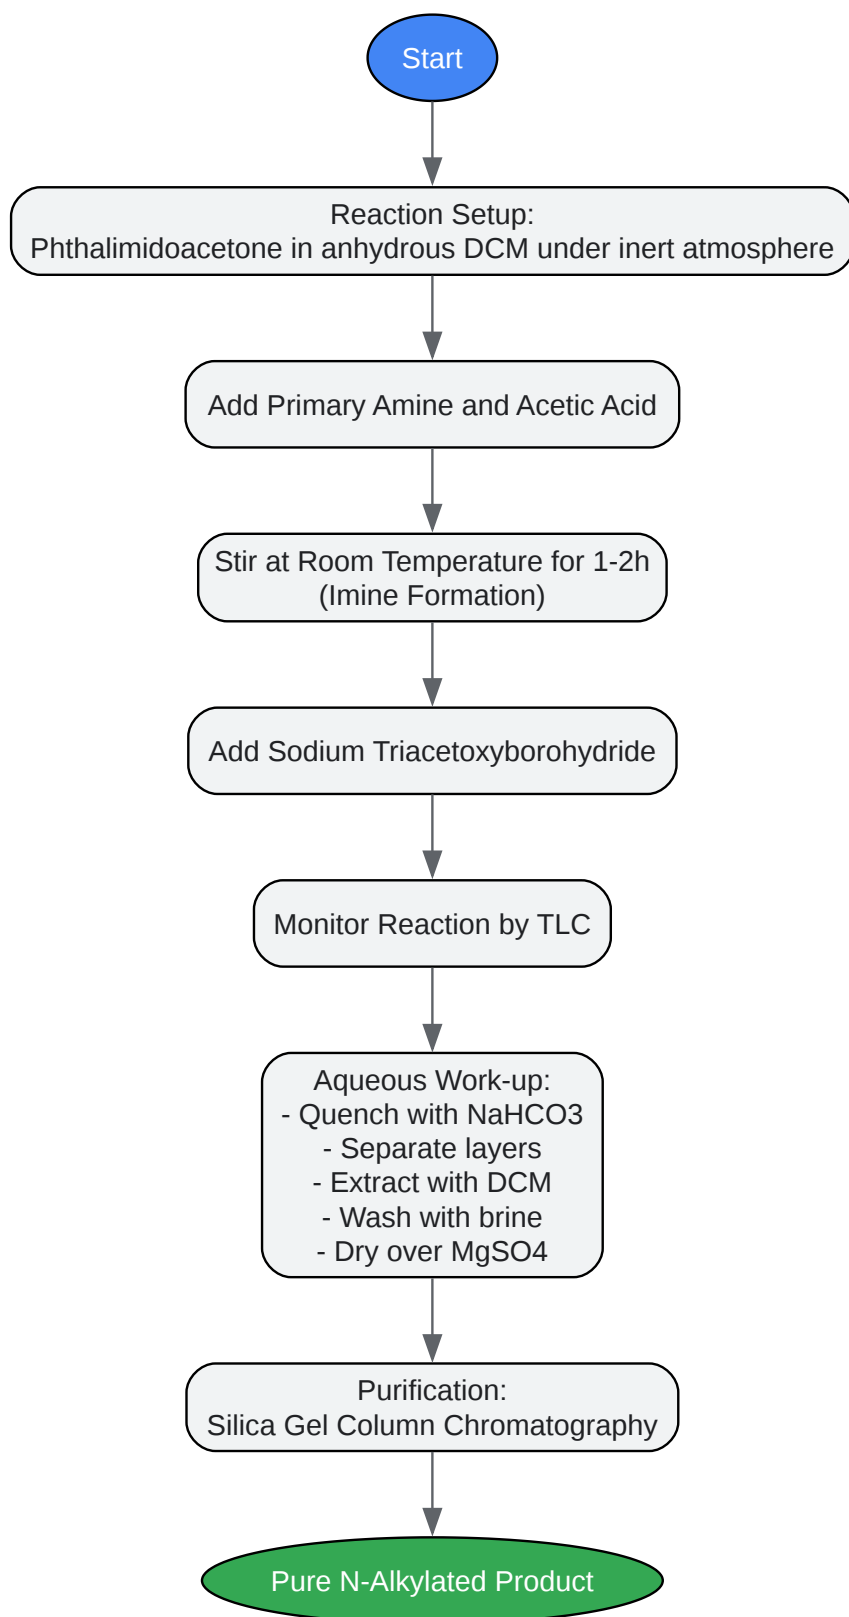 Start
Reaction Setup:
Phthalimidoacetone in anhydrous DCM under inert atmosphere
Add Primary Amine and Acetic Acid
Stir at Room Temperature for 1-2h
(Imine Formation)
Add Sodium Triacetoxyborohydride
Monitor Reaction by TLC
Aqueous Work-up:
- Quench with NaHCO3
- Separate layers
- Extract with DCM
- Wash with brine
- Dry over MgSO4
Purification:
Silica Gel Column Chromatography
Pure N-Alkylated Product